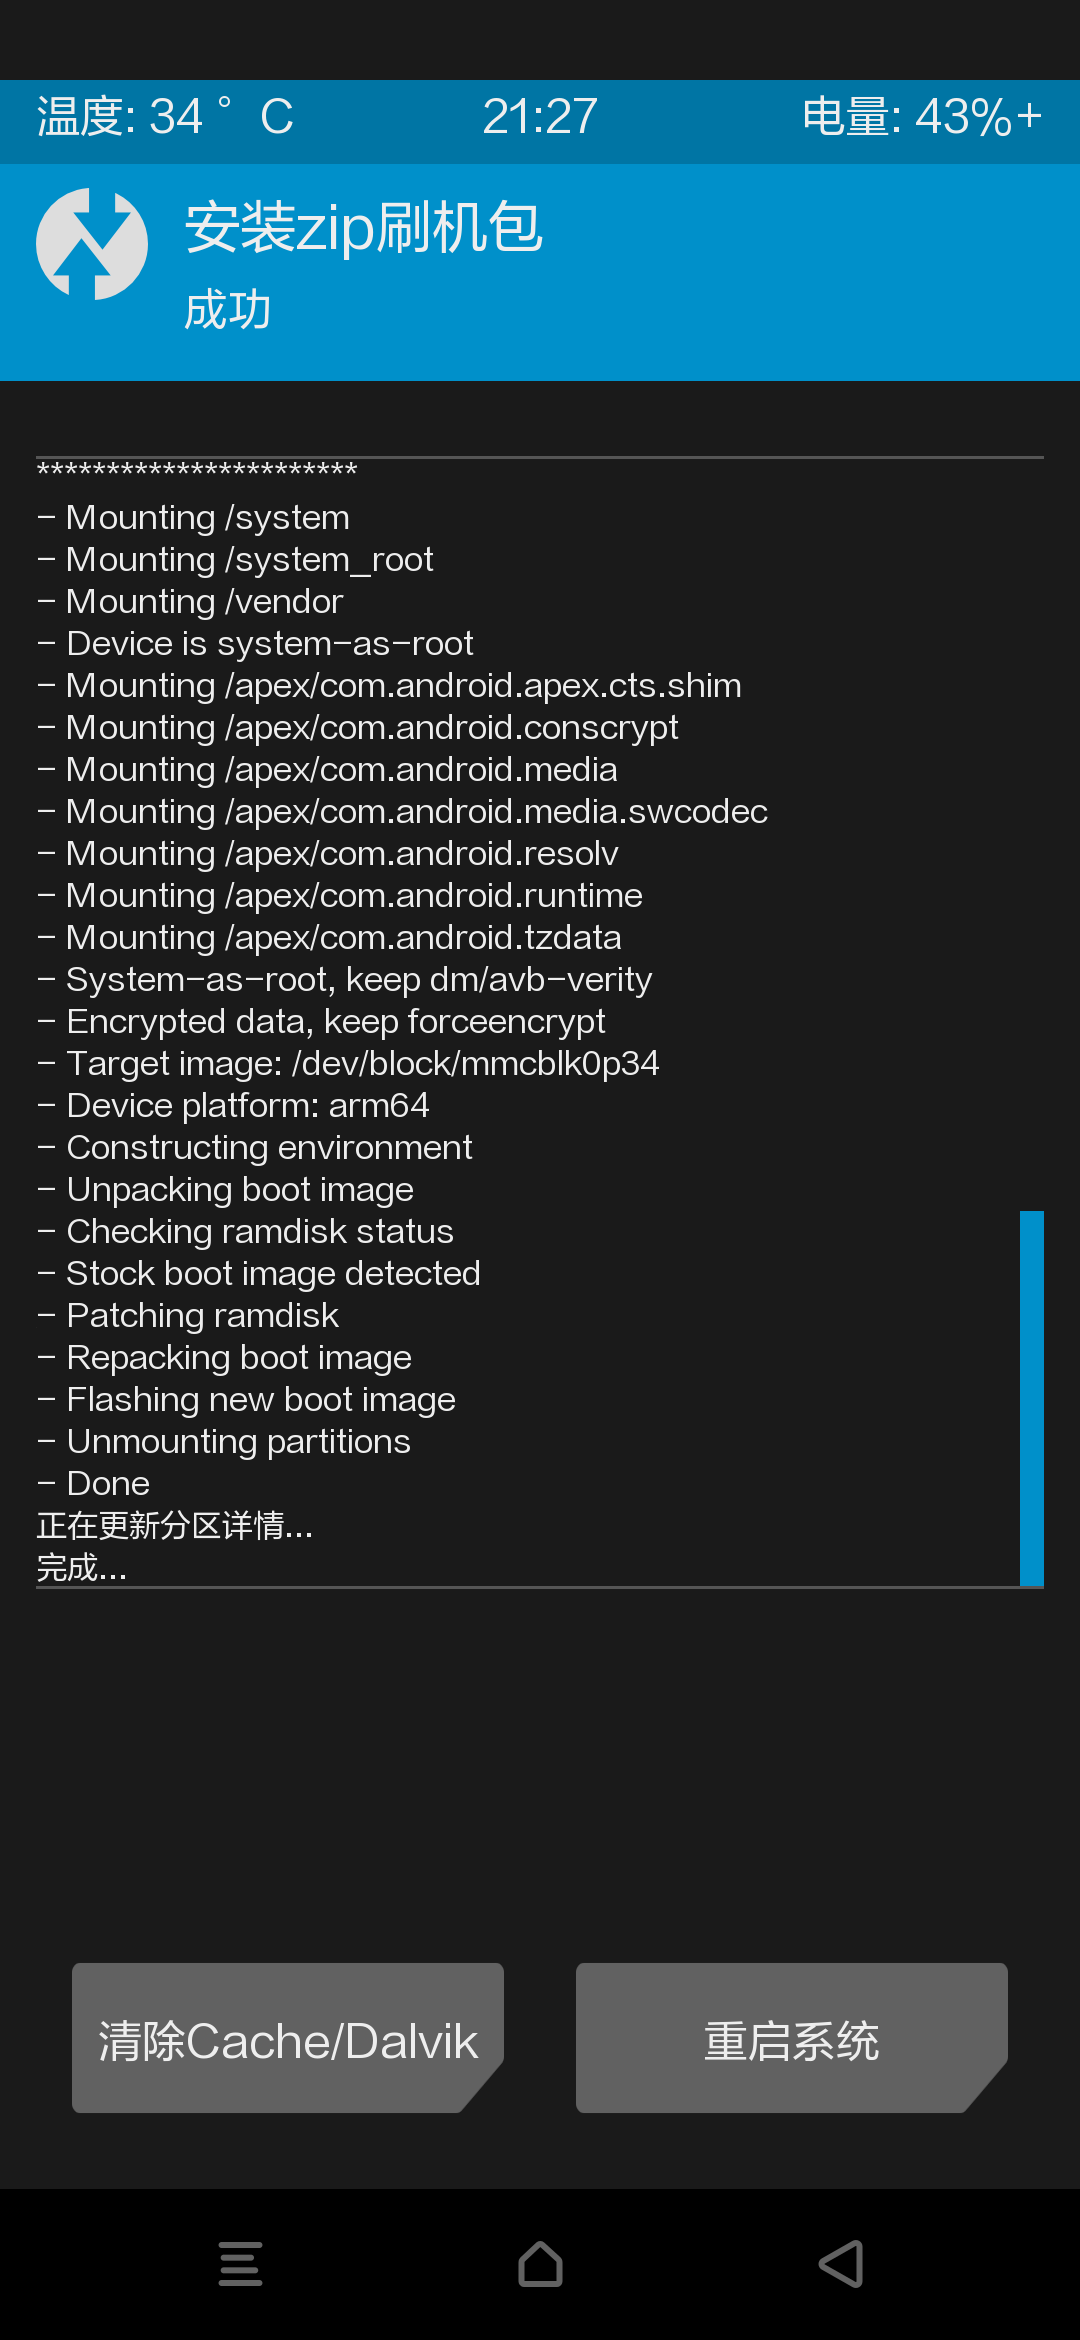 温度: 34 ° C 21:27 电量: 43%+
安装zip刷机包
成功
***********************
- Mounting /system
- Mounting /system_root
- Mounting /vendor
- Device is system-as-root
- Mounting /apex/com.android.apex.cts.shim
- Mounting /apex/com.android.conscrypt
- Mounting /apex/com.android.media
- Mounting /apex/com.android.media.swcodec
- Mounting /apex/com.android.resolv
- Mounting /apex/com.android.runtime
- Mounting /apex/com.android.tzdata
- System-as-root, keep dm/avb-verity
- Encrypted data, keep forceencrypt
- Target image: /dev/block/mmcblk0p34
- Device platform: arm64
- Constructing environment
- Unpacking boot image
- Checking ramdisk status
- Stock boot image detected
- Patching ramdisk
- Repacking boot image
- Flashing new boot image
- Unmounting partitions
- Done
正在更新分区详情...
完成...
清除Cache/Dalvik 重启系统